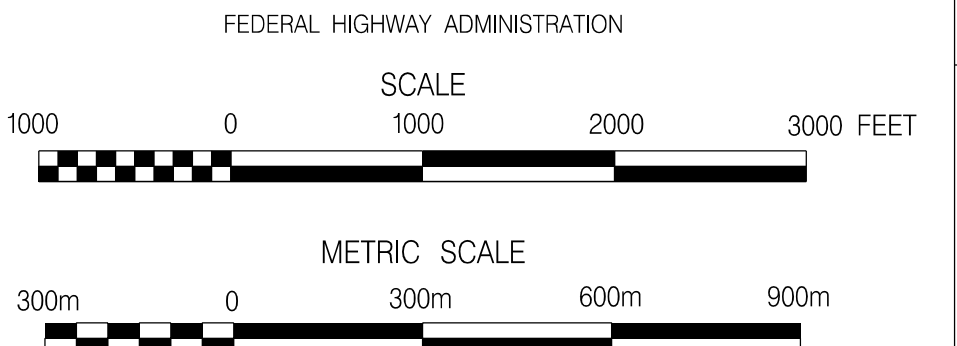 FEDERAL HIGHWAY ADMINISTRATION
SCALE
1000 0 1000 2000 3000 FEET
METRIC SCALE
300m 0 300m 600m 900m